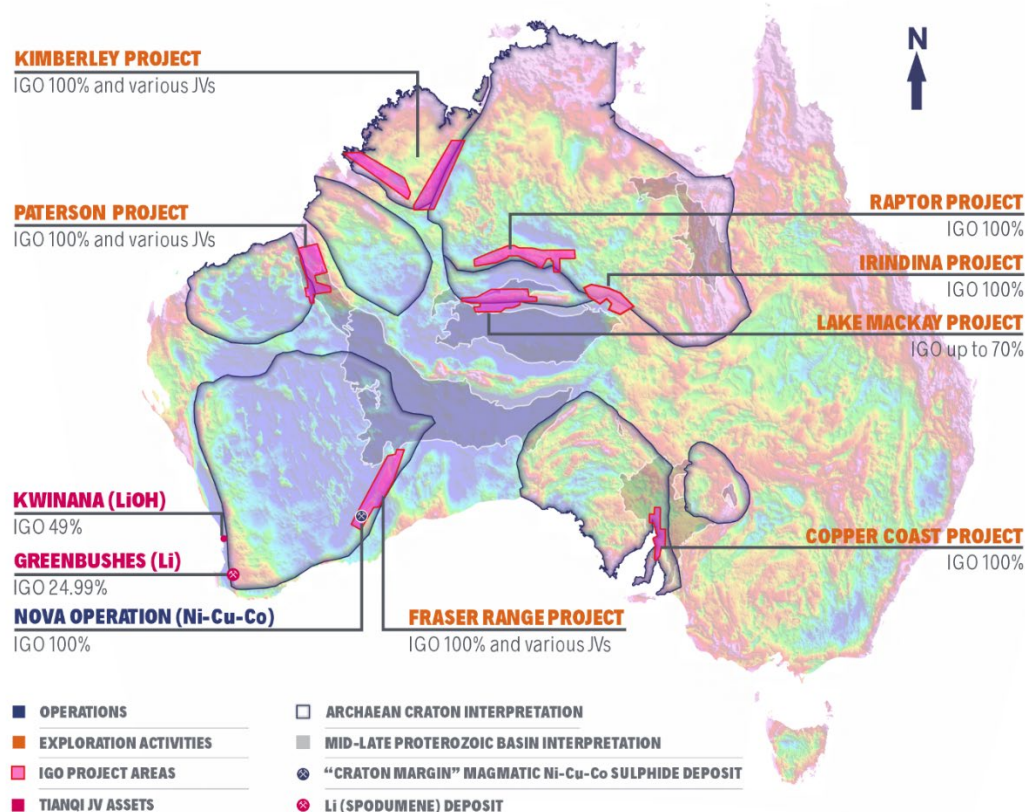 N
KIMBERLEY PROJECT
IGO 100% and various JVs
PATERSON PROJECT
IGO 100% and various JVs
RAPTOR PROJECT
IGO 100%
IRINDINA PROJECT
IGO 100%
LAKE MACKAY PROJECT
IGO up to 70%
KWINANA (LiOH)
IGO 49%
GREENBUSHES (Li)
IGO 24.99%
NOVA OPERATION (Ni-Cu-Co)
IGO 100%
FRASER RANGE PROJECT
IGO 100% and various JVs
COPPER COAST PROJECT
IGO 100%
OPERATIONS
EXPLORATION ACTIVITIES
IGO PROJECT AREAS
TIANQI JV ASSETS
ARCHAEAN CRATON INTERPRETATION
MID-LATE PROTEROZOIC BASIN INTERPRETATION
“CRATON MARGIN” MAGMATIC Ni-Cu-Co SULPHIDE DEPOSIT
Li (SPODUMENE) DEPOSIT